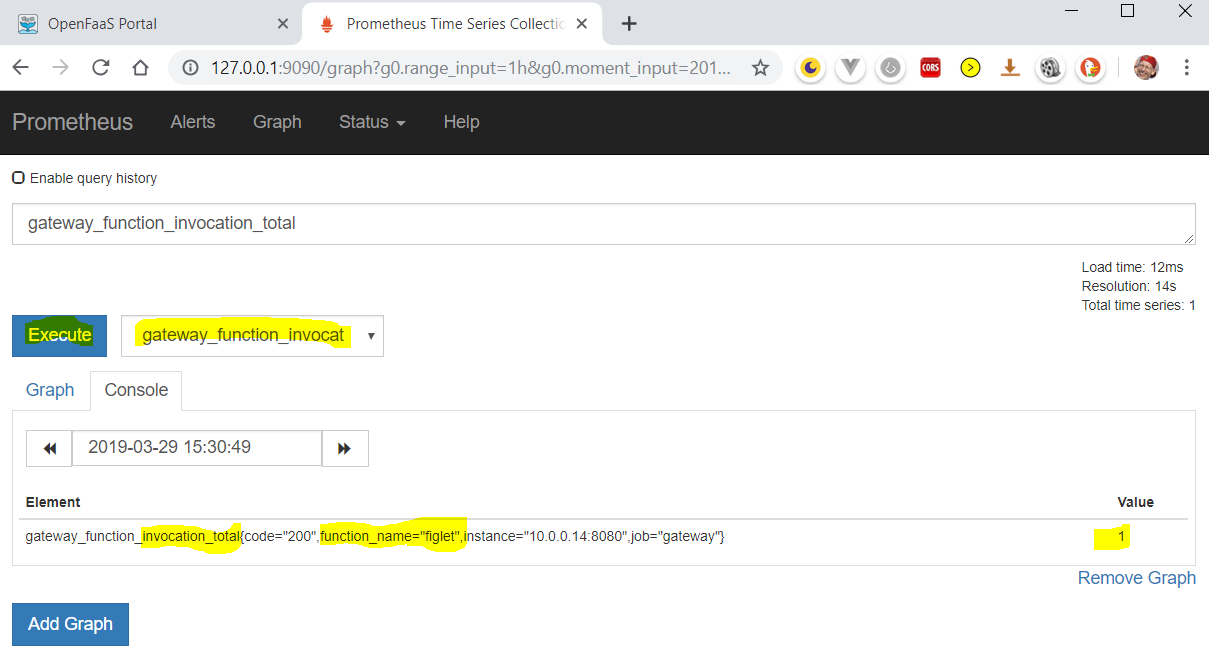 OpenFaaS Portal
Prometheus Time Series Collectio
127.0.0.1:9090/graph?g0.range_input=1h&g0.moment_input=201...
CORS
Prometheus Alerts Graph Status Help
Enable query history
gateway_function_invocation_total
Load time: 12ms
Resolution: 14s
Total time series: 1
Execute gateway_function_invocat
Graph Console
2019-03-29 15:30:49
Element Value
gateway_function_invocation_total{code="200",function_name="figlet",instance="10.0.0.14:8080",job="gateway"} 1
Remove Graph
Add Graph